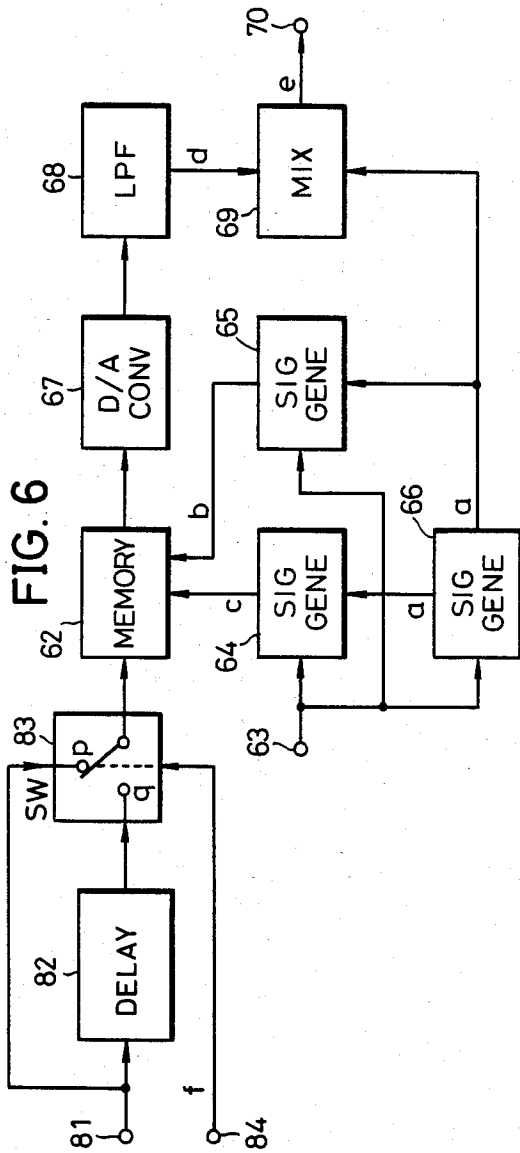 FIG. 6
81
82
DELAY
84
f
SW
83
p
q
62
MEMORY
67
D/A
CONV
68
LPF
d
69
MIX
e
70
63
64
SIG
GENE
c
b
65
SIG
GENE
a
66
SIG
GENE
a